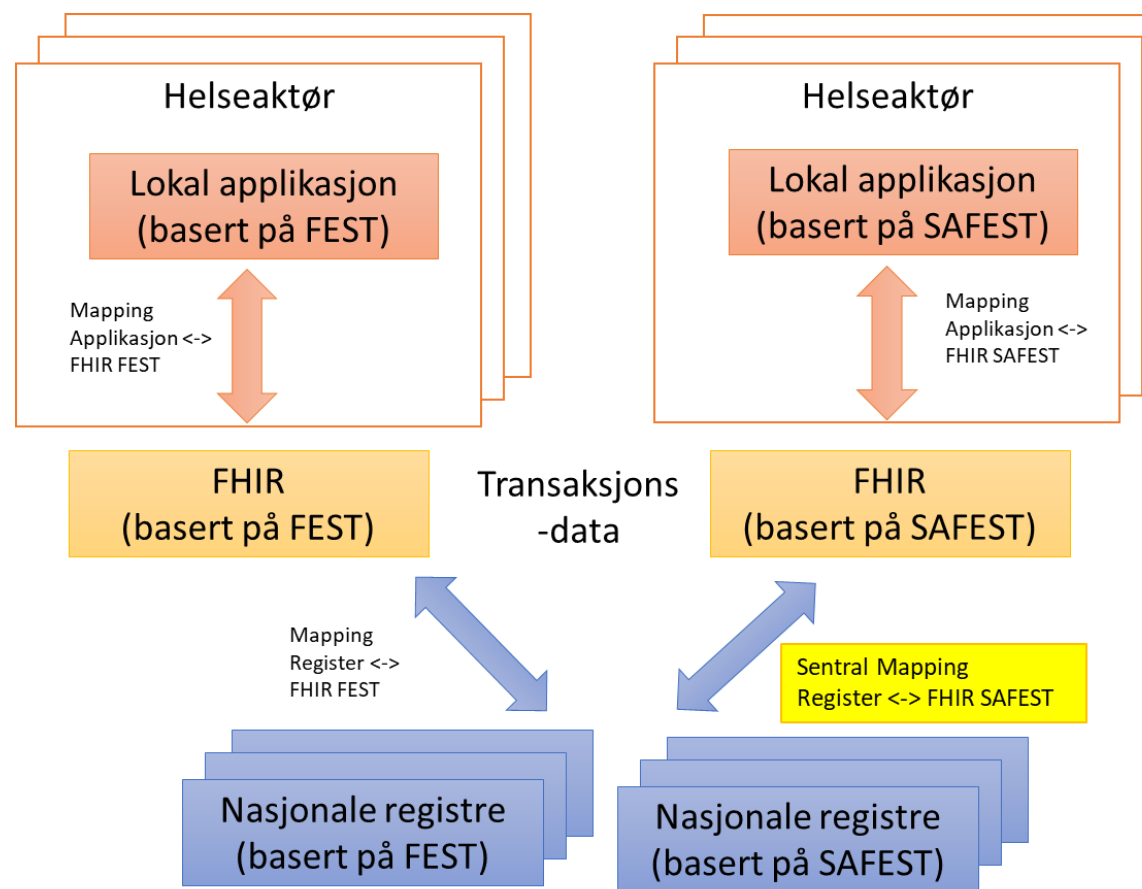 Helseaktør
Lokal applikasjon
(basert på FEST)
Mapping
Applikasjon <->
FHIR FEST
Helseaktør
Lokal applikasjon
(basert på SAFEST)
Mapping
Applikasjon <->
FHIR SAFEST
FHIR
(basert på FEST)
Transaksjons
-data
FHIR
(basert på SAFEST)
Mapping
Register <->
FHIR FEST
Sentral Mapping
Register <-> FHIR SAFEST
Nasjonale registre
(basert på FEST)
Nasjonale registre
(basert på SAFEST)